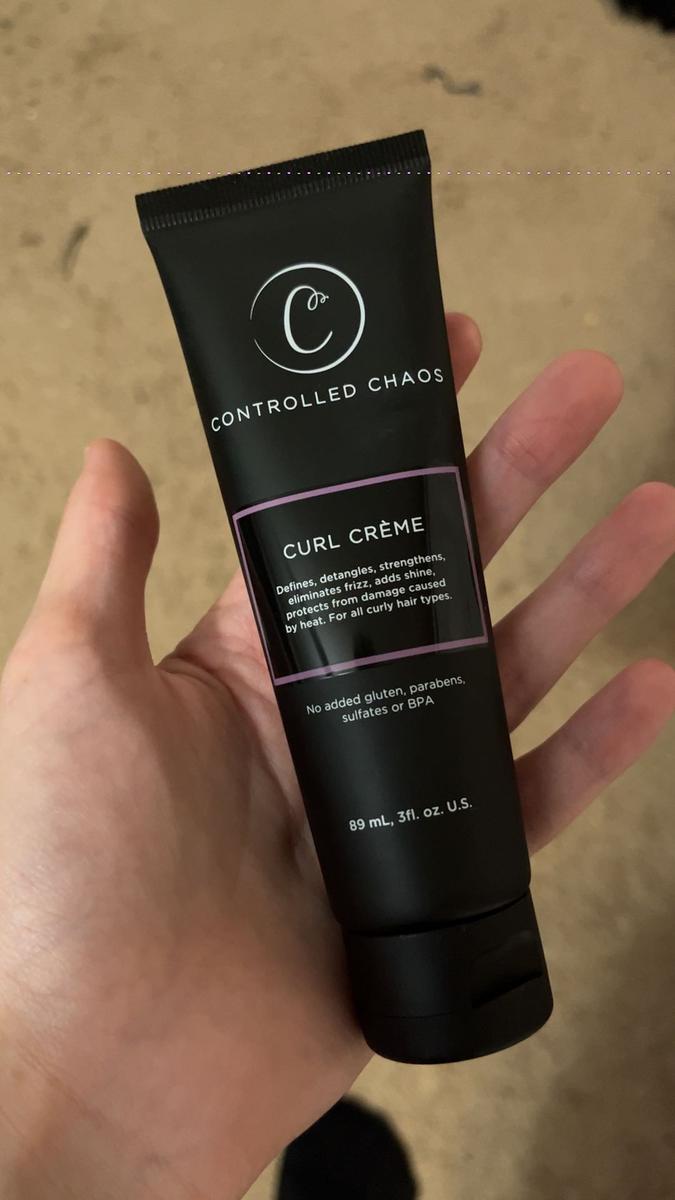 C
CONTROLLED CHAOS
CURL CRÈME
Defines, detangles, strengthens,
eliminates frizz, adds shine,
protects from damage caused
by heat. For all curly hair types.
No added gluten, parabens,
sulfates or BPA
89 mL, 3fl. oz. U.S.